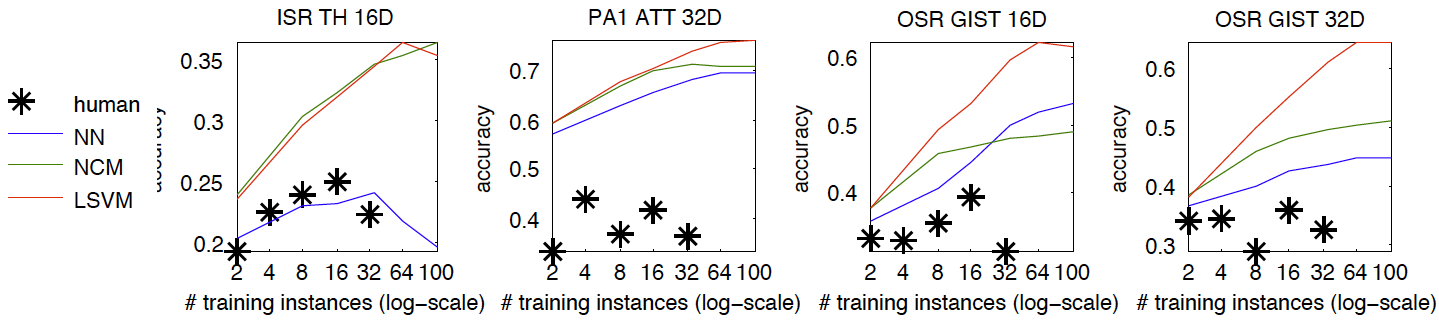 ISR TH 16D
PA1 ATT 32D
OSR GIST 16D
OSR GIST 32D
human
NN
NCM
LSVM
accuracy
0.35
0.3
0.25
0.2
2 4 8 16 32 64 100
# training instances (log-scale)
accuracy
0.7
0.6
0.5
0.4
2 4 8 16 32 64 100
# training instances (log-scale)
accuracy
0.6
0.5
0.4
2 4 8 16 32 64 100
# training instances (log-scale)
accuracy
0.6
0.5
0.4
0.3
2 4 8 16 32 64 100
# training instances (log-scale)